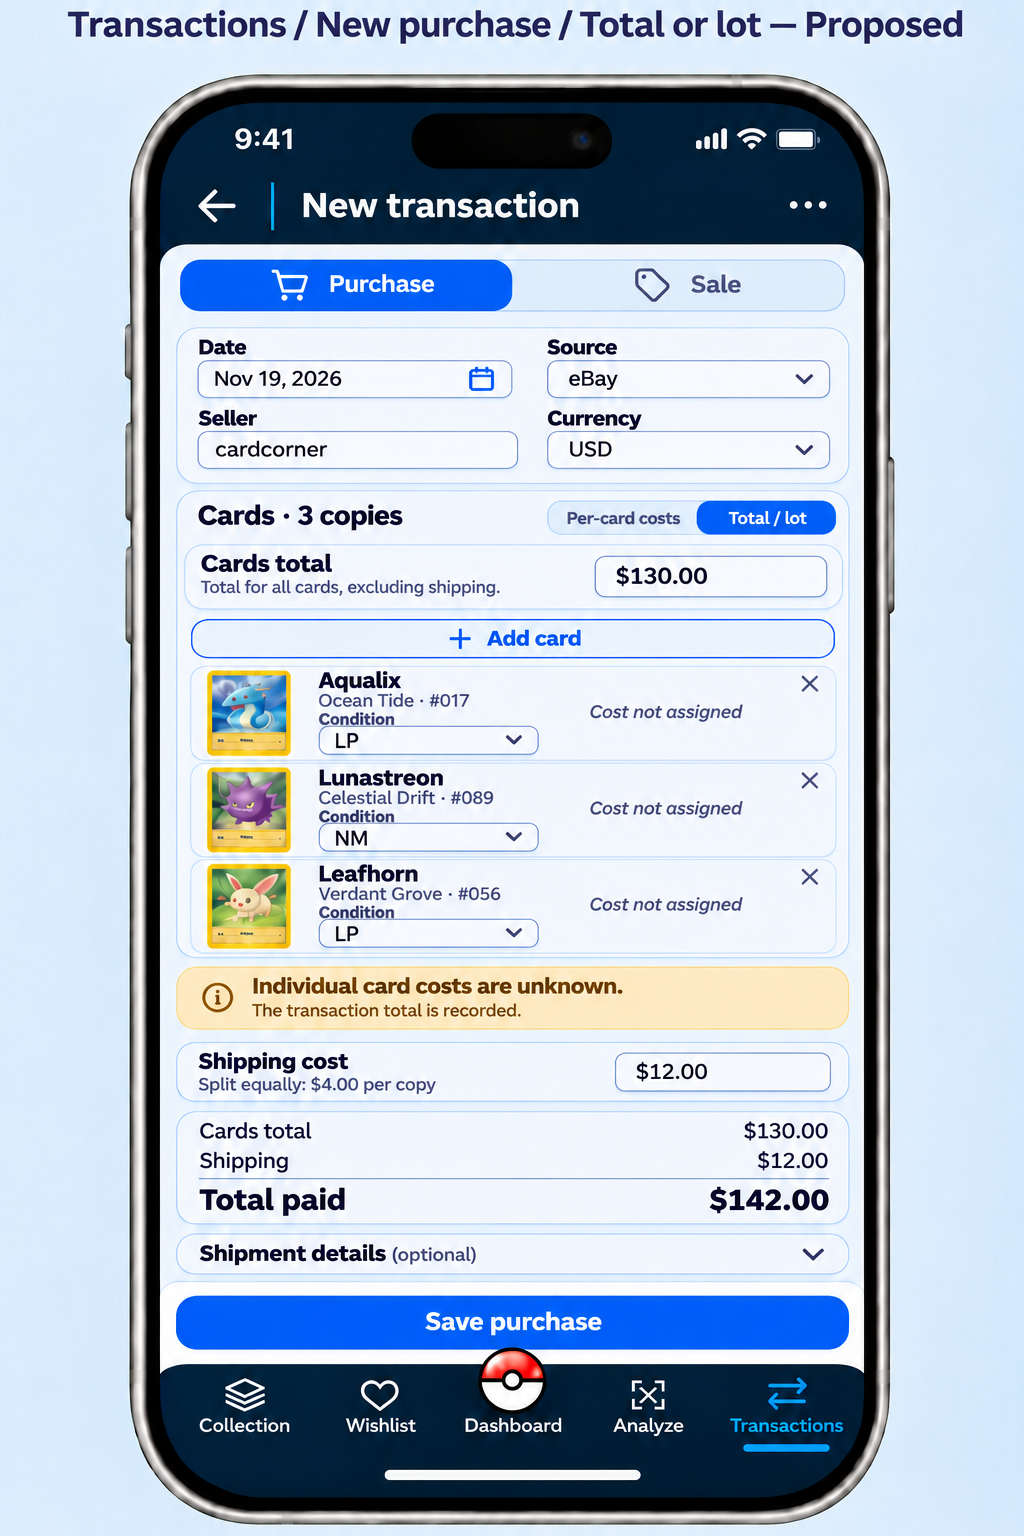 Transactions / New purchase / Total or lot — Proposed
9:41
New transaction
Purchase
Sale
Date
Source
Nov 19, 2026
eBay
Seller
Currency
cardcorner
USD
Cards · 3 copies
Per-card costs
Total / lot
Cards total
Total for all cards, excluding shipping.
$130.00
+ Add card
Aqualix
Ocean Tide · #017
Condition
LP
Cost not assigned
Lunastreon
Celestial Drift · #089
Condition
NM
Cost not assigned
Leafhorn
Verdant Grove · #056
Condition
LP
Cost not assigned
Individual card costs are unknown.
The transaction total is recorded.
Shipping cost
Split equally: $4.00 per copy
$12.00
Cards total $130.00
Shipping $12.00
Total paid $142.00
Shipment details (optional)
Save purchase
Collection
Wishlist
Dashboard
Analyze
Transactions